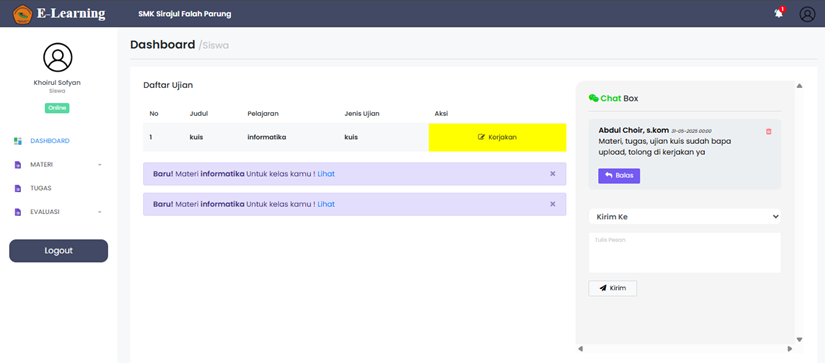 E-Learning SMK Sirajul Falah Parung 1
Dashboard /Siswa
Khoirul Sofyan
Siswa
Online
DASHBOARD
MATERI
TUGAS
EVALUASI
Logout
Daftar Ujian
No Judul Pelajaran Jenis Ujian Aksi
1 kuis informatika kuis Kerjakan
Baru! Materi informatika Untuk kelas kamu ! Lihat ×
Baru! Materi informatika Untuk kelas kamu ! Lihat ×
Chat Box
Abdul Choir, s.kom 31-05-2025 00:00
Materi, tugas, ujian kuis sudah bapa
upload, tolong di kerjakan ya
Balas
Kirim Ke
Tulis Pesan
Kirim